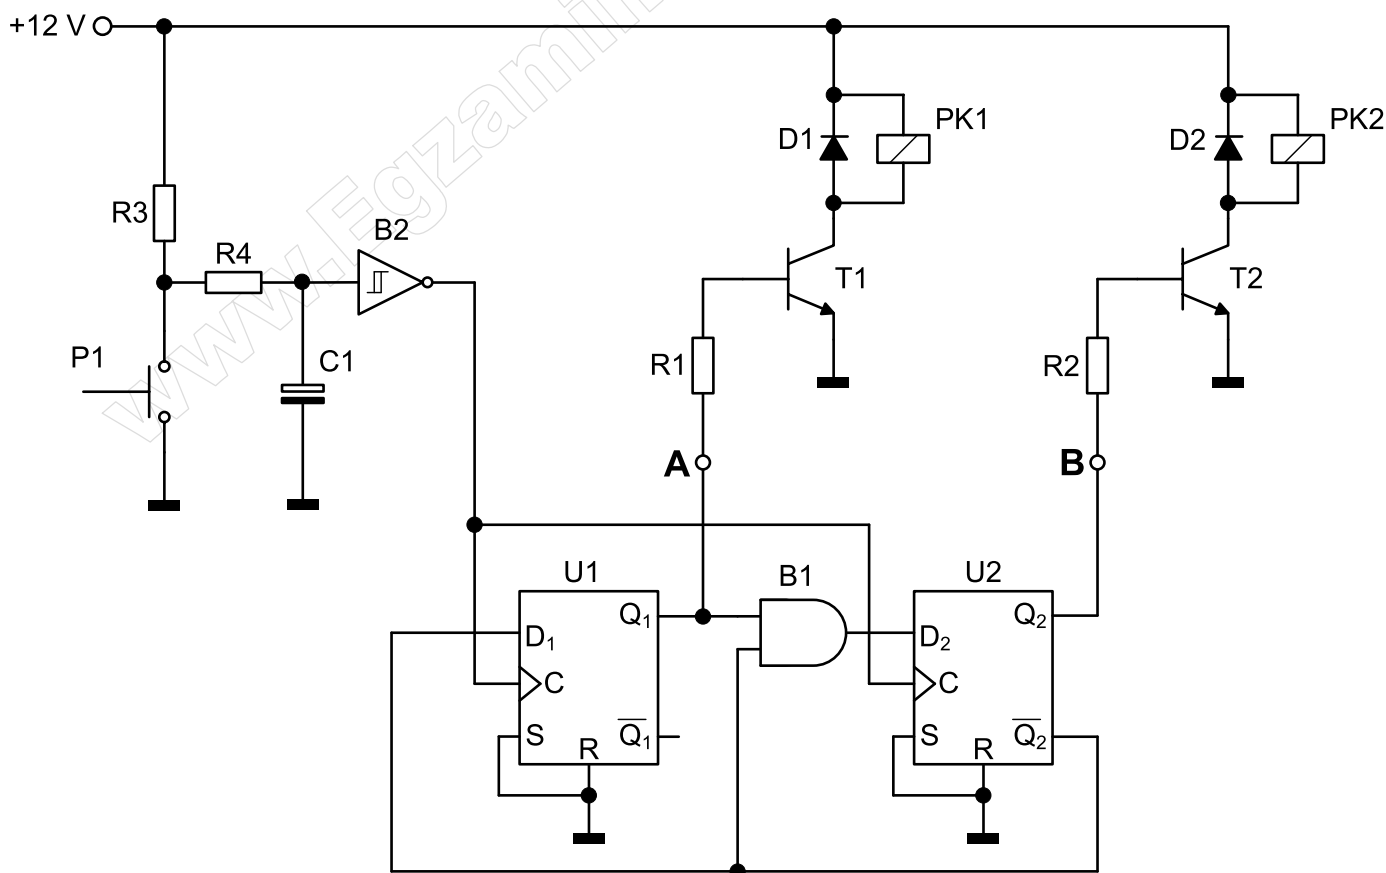 +12 V
www.Egzamin
PK1
D1
PK2
D2
R3
R4
B2
T1
T2
P1
C1
R1
R2
A
B
U1
B1
U2
Q1
D1
C
S
R
Q1
Q2
D2
C
S
R
Q2